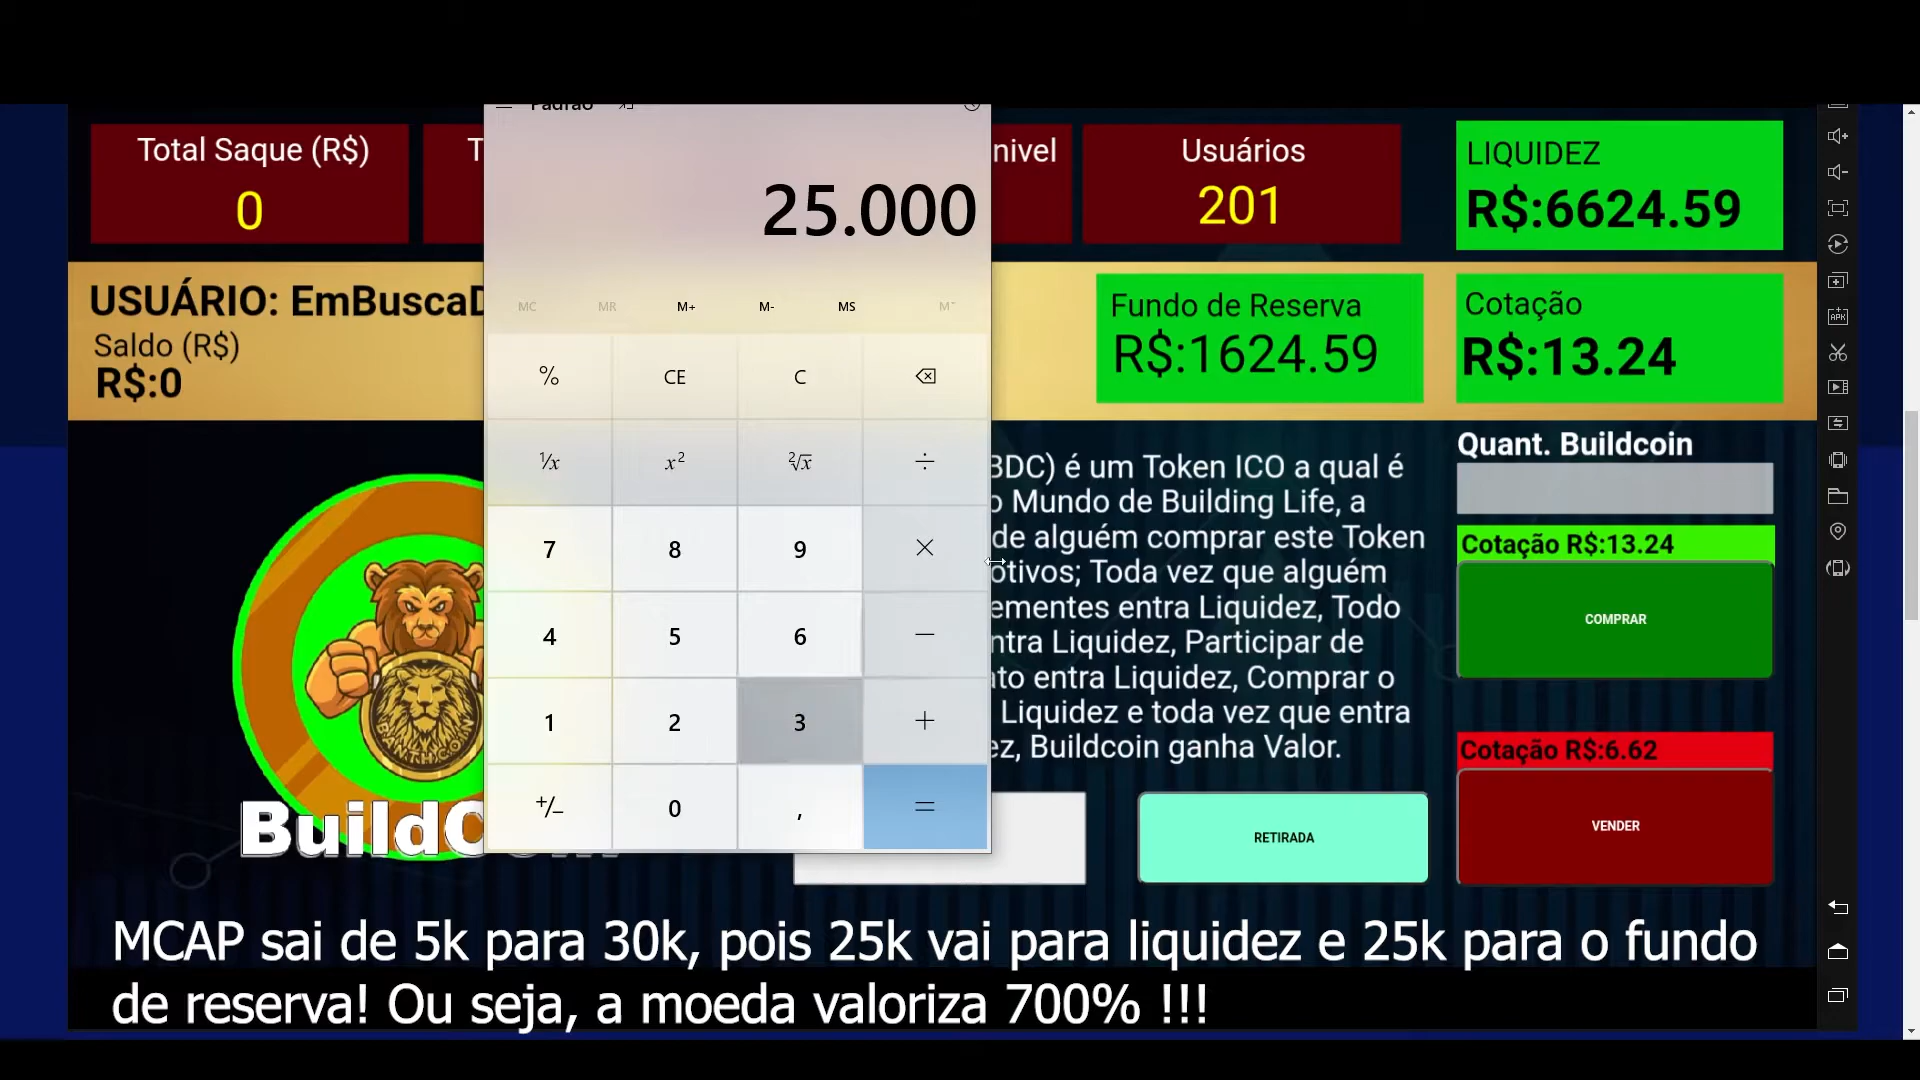 Padrão
25.000
MC MR M+ M- MS M˅
% CE C
¹⁄x x² ²√x ÷
7 8 9 ×
4 5 6 −
1 2 3 +
+/− 0 , =
Total Saque (R$)
0
T
nivel
Usuários
201
LIQUIDEZ
R$:6624.59
USUÁRIO: EmBuscaD
Saldo (R$)
R$:0
Fundo de Reserva
R$:1624.59
Cotação
R$:13.24
BDC) é um Token ICO a qual é
o Mundo de Building Life, a
de alguém comprar este Token
otivos; Toda vez que alguém
ementes entra Liquidez, Todo
ntra Liquidez, Participar de
ato entra Liquidez, Comprar o
Liquidez e toda vez que entra
ez, Buildcoin ganha Valor.
Quant. Buildcoin
Cotação R$:13.24
COMPRAR
Cotação R$:6.62
VENDER
RETIRADA
BuildCoin
APK
MCAP sai de 5k para 30k, pois 25k vai para liquidez e 25k para o fundo
de reserva! Ou seja, a moeda valoriza 700% !!!